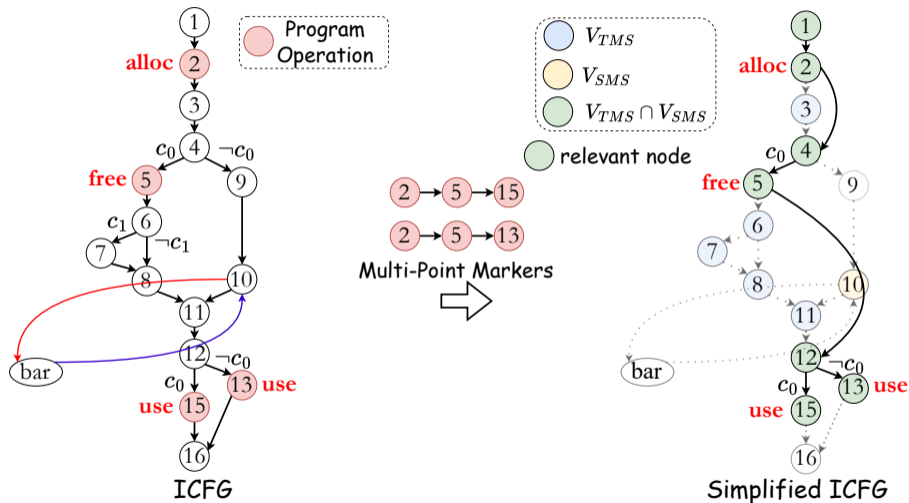 1
alloc
2
3
4
c₀
¬c₀
free
5
9
c₁
6
7
¬c₁
8
10
11
bar
12
c₀
¬c₀
13
use
use
15
16
ICFG
Program
Operation
2 5 15
2 5 13
Multi-Point Markers
V_TMS
V_SMS
V_TMS ∩ V_SMS
relevant node
1
alloc
2
3
c₀
4
free
5
9
6
7
8
10
11
bar
12
c₀
¬c₀
13
use
use
15
16
Simplified ICFG